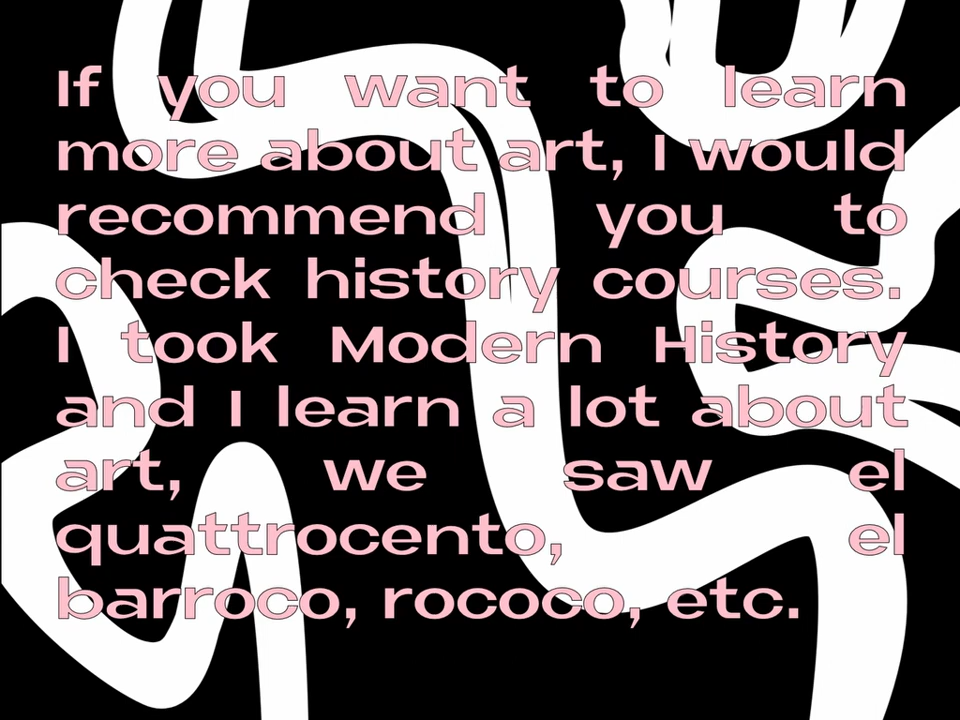 If you want to learn
more about art, I would
recommend you to
check history courses.
I took Modern History
and I learn a lot about
art, we saw el
quattrocento, el
barroco, rococo, etc.